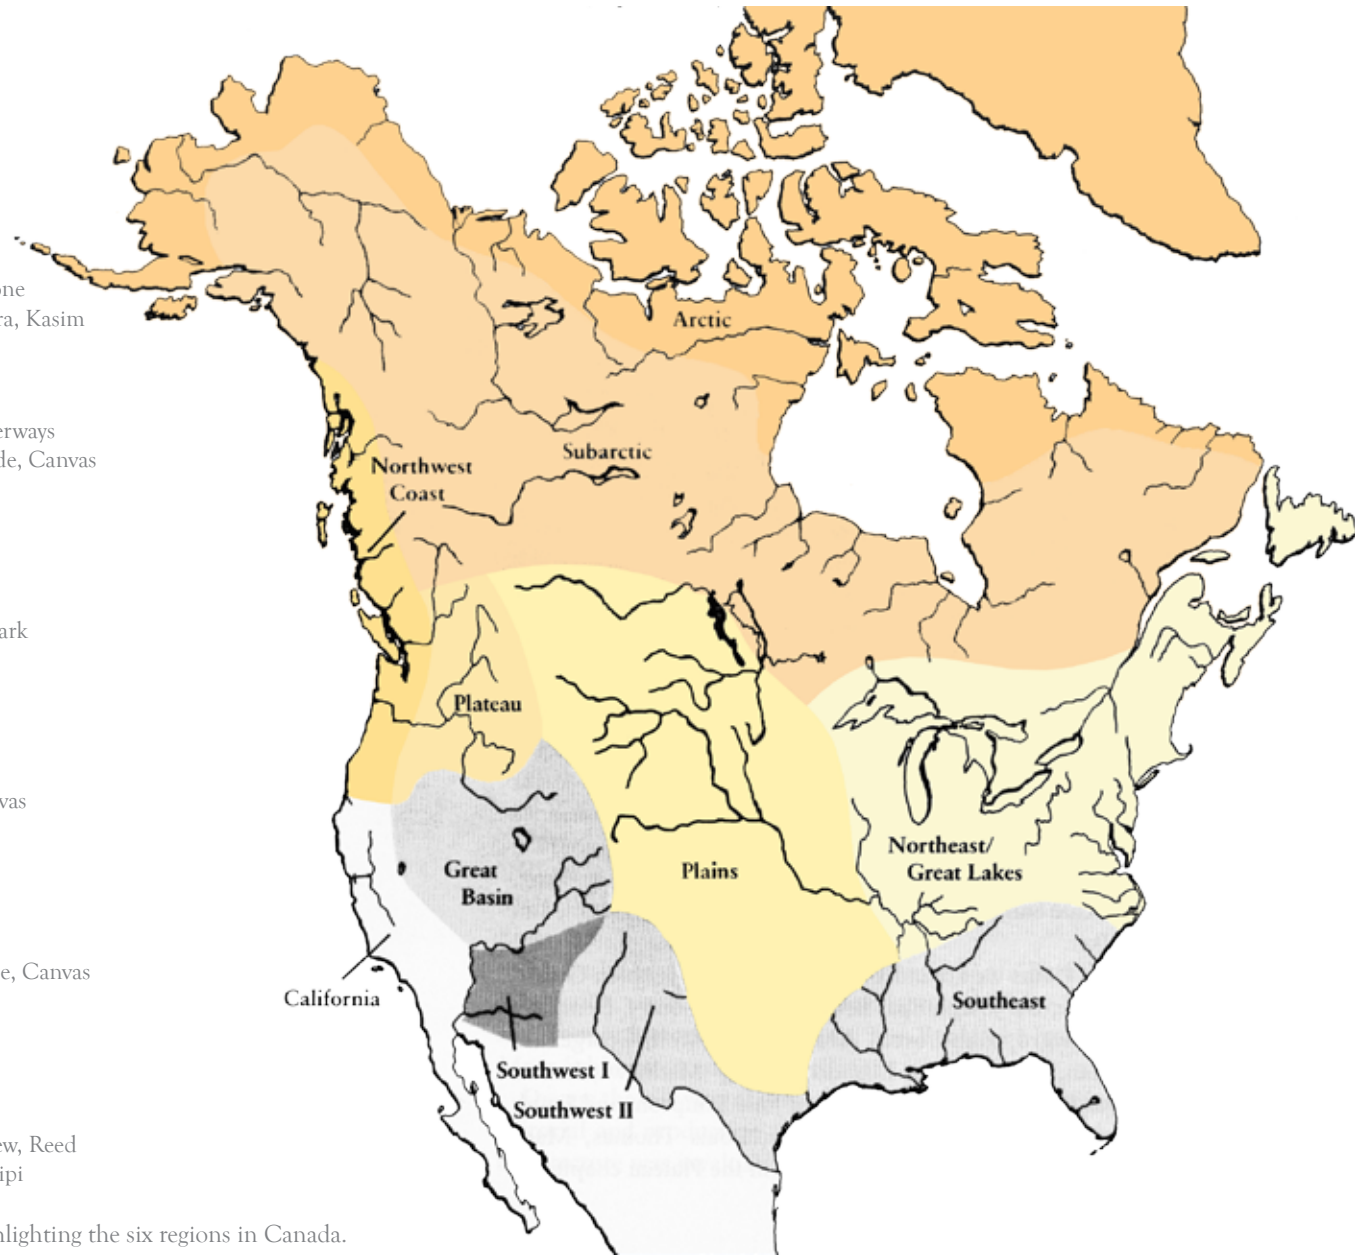 one
ra, Kasim
erways
de, Canvas
ark
vas
e, Canvas
ew, Reed
ipi
hlighting the six regions in Canada.
Arctic
Subarctic
Northwest
Coast
Plateau
Great
Basin
Plains
Northeast/
Great Lakes
California
Southeast
Southwest I
Southwest II